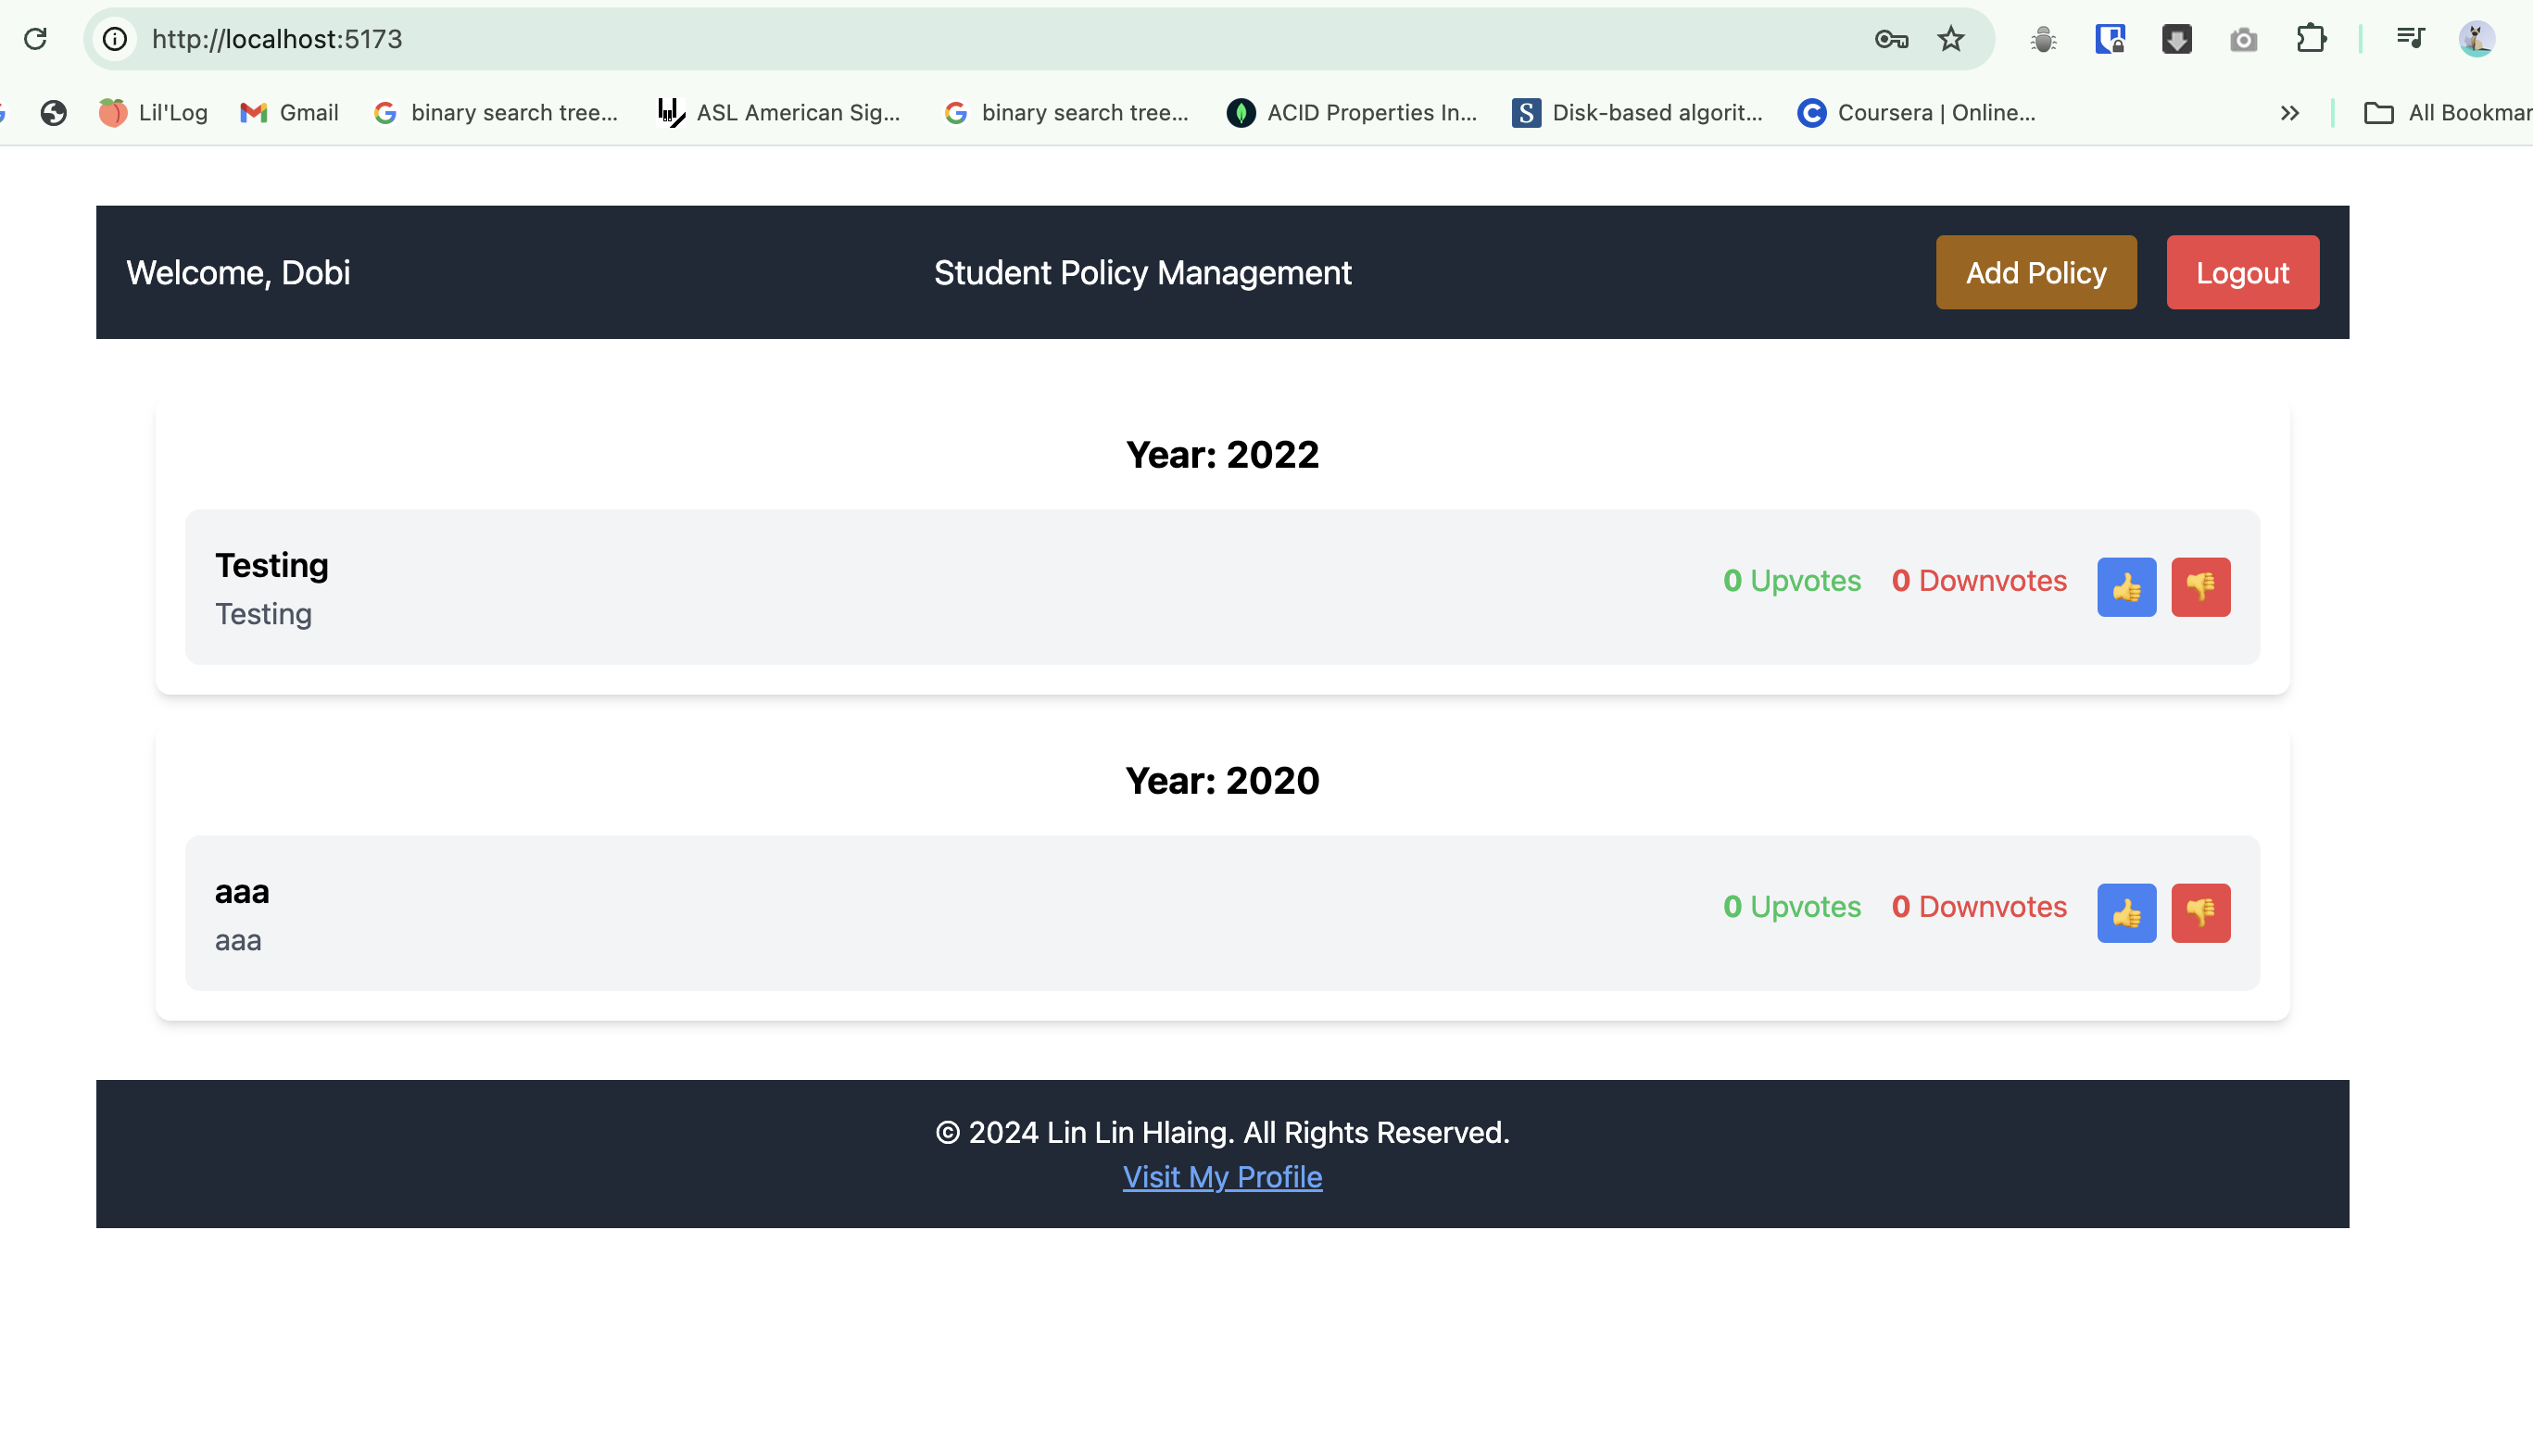 http://localhost:5173
Lil'Log
Gmail
binary search tree...
ASL American Sig...
binary search tree...
ACID Properties In...
S
Disk-based algorit...
Coursera | Online...
All Bookmar
Welcome, Dobi
Student Policy Management
Add Policy
Logout
Year: 2022
Testing
Testing
0 Upvotes
0 Downvotes
Year: 2020
aaa
aaa
0 Upvotes
0 Downvotes
© 2024 Lin Lin Hlaing. All Rights Reserved.
Visit My Profile